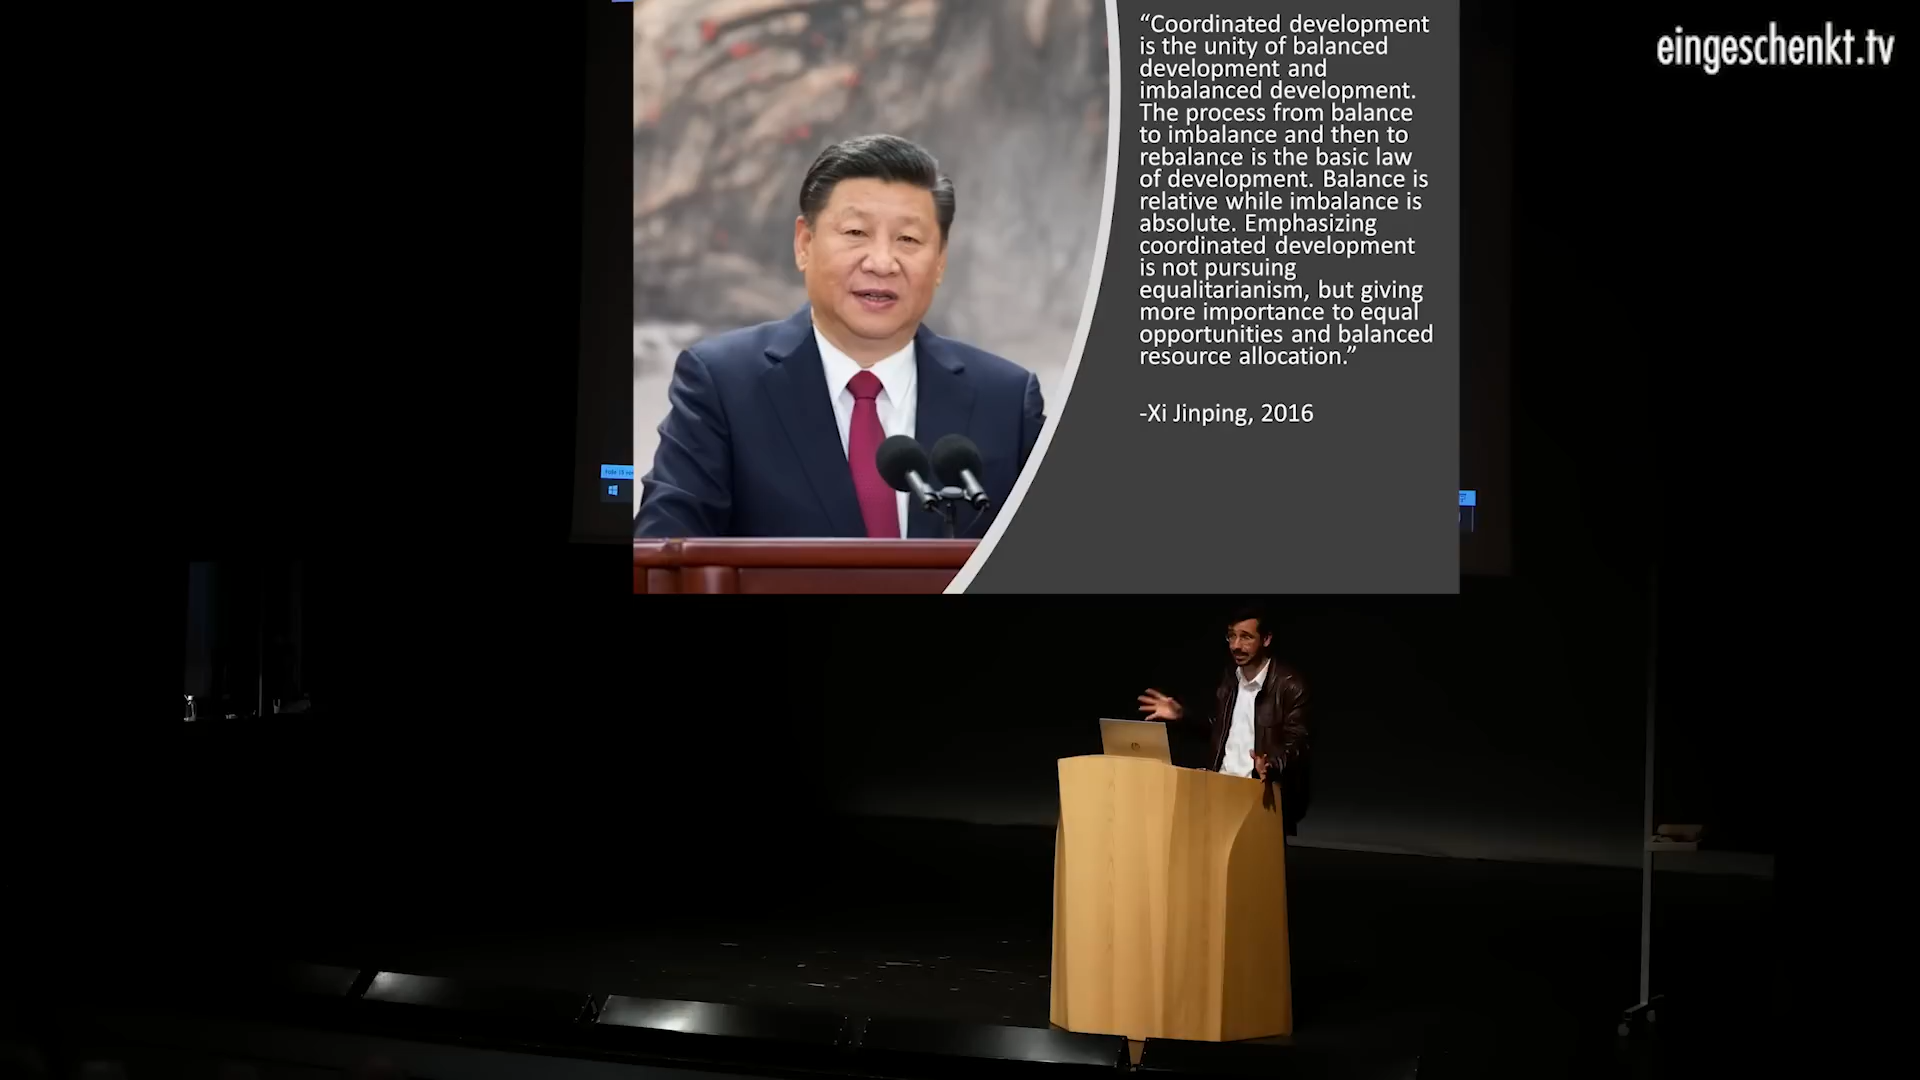 eingeschenkt.tv
“Coordinated development
is the unity of balanced
development and
imbalanced development.
The process from balance
to imbalance and then to
rebalance is the basic law
of development. Balance is
relative while imbalance is
absolute. Emphasizing
coordinated development
is not pursuing
equalitarianism, but giving
more importance to equal
opportunities and balanced
resource allocation.”
-Xi Jinping, 2016